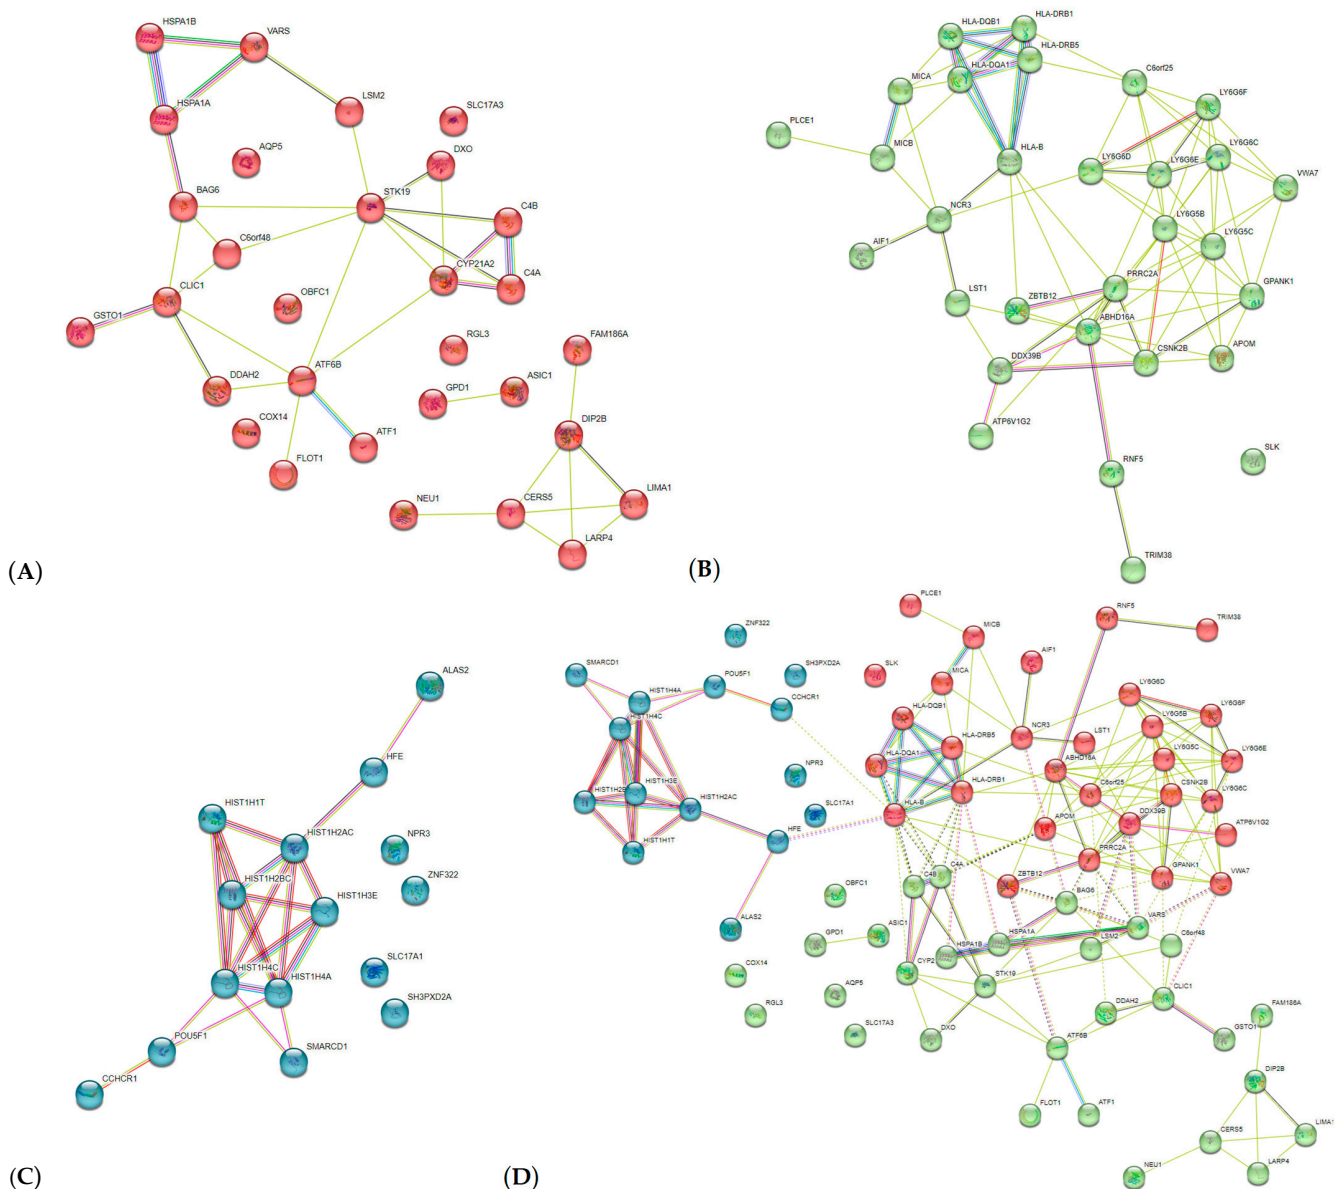 HSPA1B
VARS
HSPA1A
LSM2
SLC17A3
AQP5
DXO
BAG6
STK19
C4B
C6orf48
CYP21A2
C4A
CLIC1
OBFC1
GSTO1
RGL3
FAM186A
ATF6B
DDAH2
GPD1
ASIC1
COX14
ATF1
DIP2B
FLOT1
NEU1
CERS5
LIMA1
LARP4
(A)
HLA-DQB1
HLA-DRB1
HLA-DRB5
HLA-DQA1
MICA
C6orf25
LY6G6F
PLCE1
MICB
HLA-B
LY6G6D
LY6G6E
LY6G6C
VWA7
NCR3
LY6G5B
LY6G5C
AIF1
LST1
ZBTB12
PRRC2A
GPANK1
ABHD16A
DDX39B
CSNK2B
APOM
ATP6V1G2
RNF5
SLK
TRIM38
(B)
ALAS2
HFE
HIST1H1T
HIST1H2AC
NPR3
HIST1H2BC
ZNF322
HIST1H3E
HIST1H4C
HIST1H4A
SLC17A1
SH3PXD2A
POU5F1
SMARCD1
CCHCR1
(C)
PLCE1
RNF5
TRIM38
ZNF322
MICB
AIF1
SMARCD1
SH3PXD2A
SLK
POU5F1
MICA
LY6G6D
HIST1H4A
CCHCR1
HLA-DQB1
NCR3
LY6G5B
LY6G6F
HIST1H4C
HLA-DRB5
LST1
HLA-DQA1
ABHD16A
LY6G5C
LY6G6E
NPR3
HIST1H3E
HLA-DRB1
C6orf25
CSNK2B
LY6G6C
HIST1H2AC
SLC17A1
HLA-B
DDX39B
HIST1H1T
HFE
APOM
ATP6V1G2
PRRC2A
C4A
C4B
ZBTB12
GPANK1
VWA7
OBFC1
BAG6
ALAS2
GPD1
ASIC1
HSPA1B
HSPA1A
LSM2
VARS
C6orf48
COX14
CYP2
STK19
AQP5
CLIC1
RGL3
SLC17A3
DXO
DDAH2
GSTO1
FAM186A
ATF6B
FLOT1
ATF1
DIP2B
CERS5
LIMA1
NEU1
LARP4
(D)